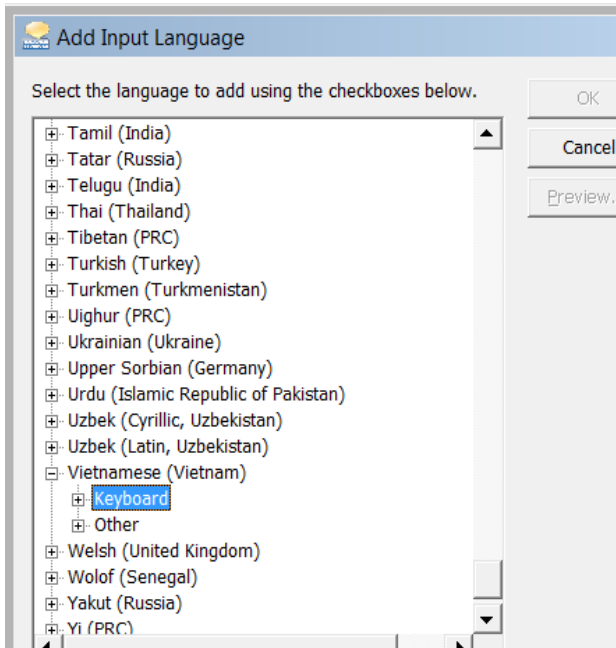 Add Input Language
Select the language to add using the checkboxes below.
OK
Cancel
Preview.
Tamil (India)
Tatar (Russia)
Telugu (India)
Thai (Thailand)
Tibetan (PRC)
Turkish (Turkey)
Turkmen (Turkmenistan)
Uighur (PRC)
Ukrainian (Ukraine)
Upper Sorbian (Germany)
Urdu (Islamic Republic of Pakistan)
Uzbek (Cyrillic, Uzbekistan)
Uzbek (Latin, Uzbekistan)
Vietnamese (Vietnam)
Keyboard
Other
Welsh (United Kingdom)
Wolof (Senegal)
Yakut (Russia)
Yi (PRC)